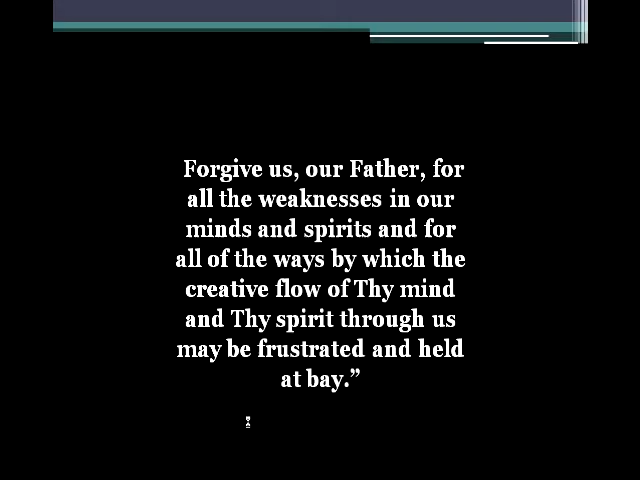 Forgive us, our Father, for
all the weaknesses in our
minds and spirits and for
all of the ways by which the
creative flow of Thy mind
and Thy spirit through us
may be frustrated and held
at bay.”